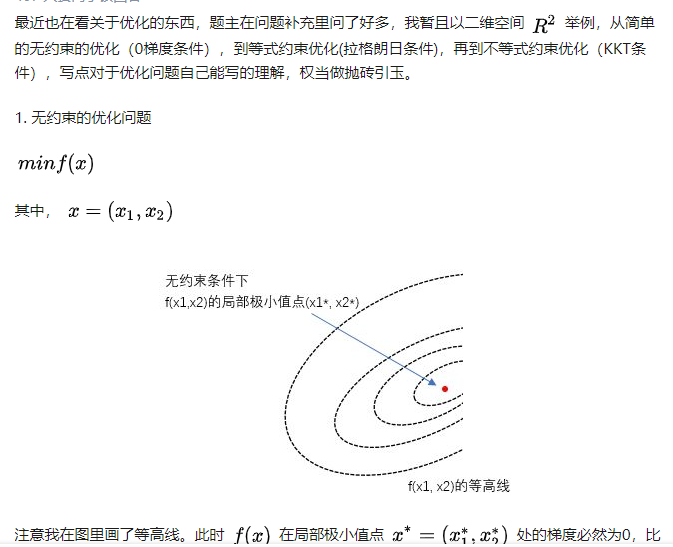 最近也在看关于优化的东西，题主在问题补充里问了好多，我暂且以二维空间 R² 举例，从简单
的无约束的优化（0梯度条件），到等式约束优化(拉格朗日条件)，再到不等式约束优化（KKT条
件），写点对于优化问题自己能写的理解，权当做抛砖引玉。
1. 无约束的优化问题
minf(x)
其中， x = (x₁, x₂)
无约束条件下
f(x1,x2)的局部极小值点(x1*, x2*)
f(x1, x2)的等高线
注意我在图里画了等高线。此时 f(x) 在局部极小值点 x* = (x₁*, x₂*) 处的梯度必然为0，比